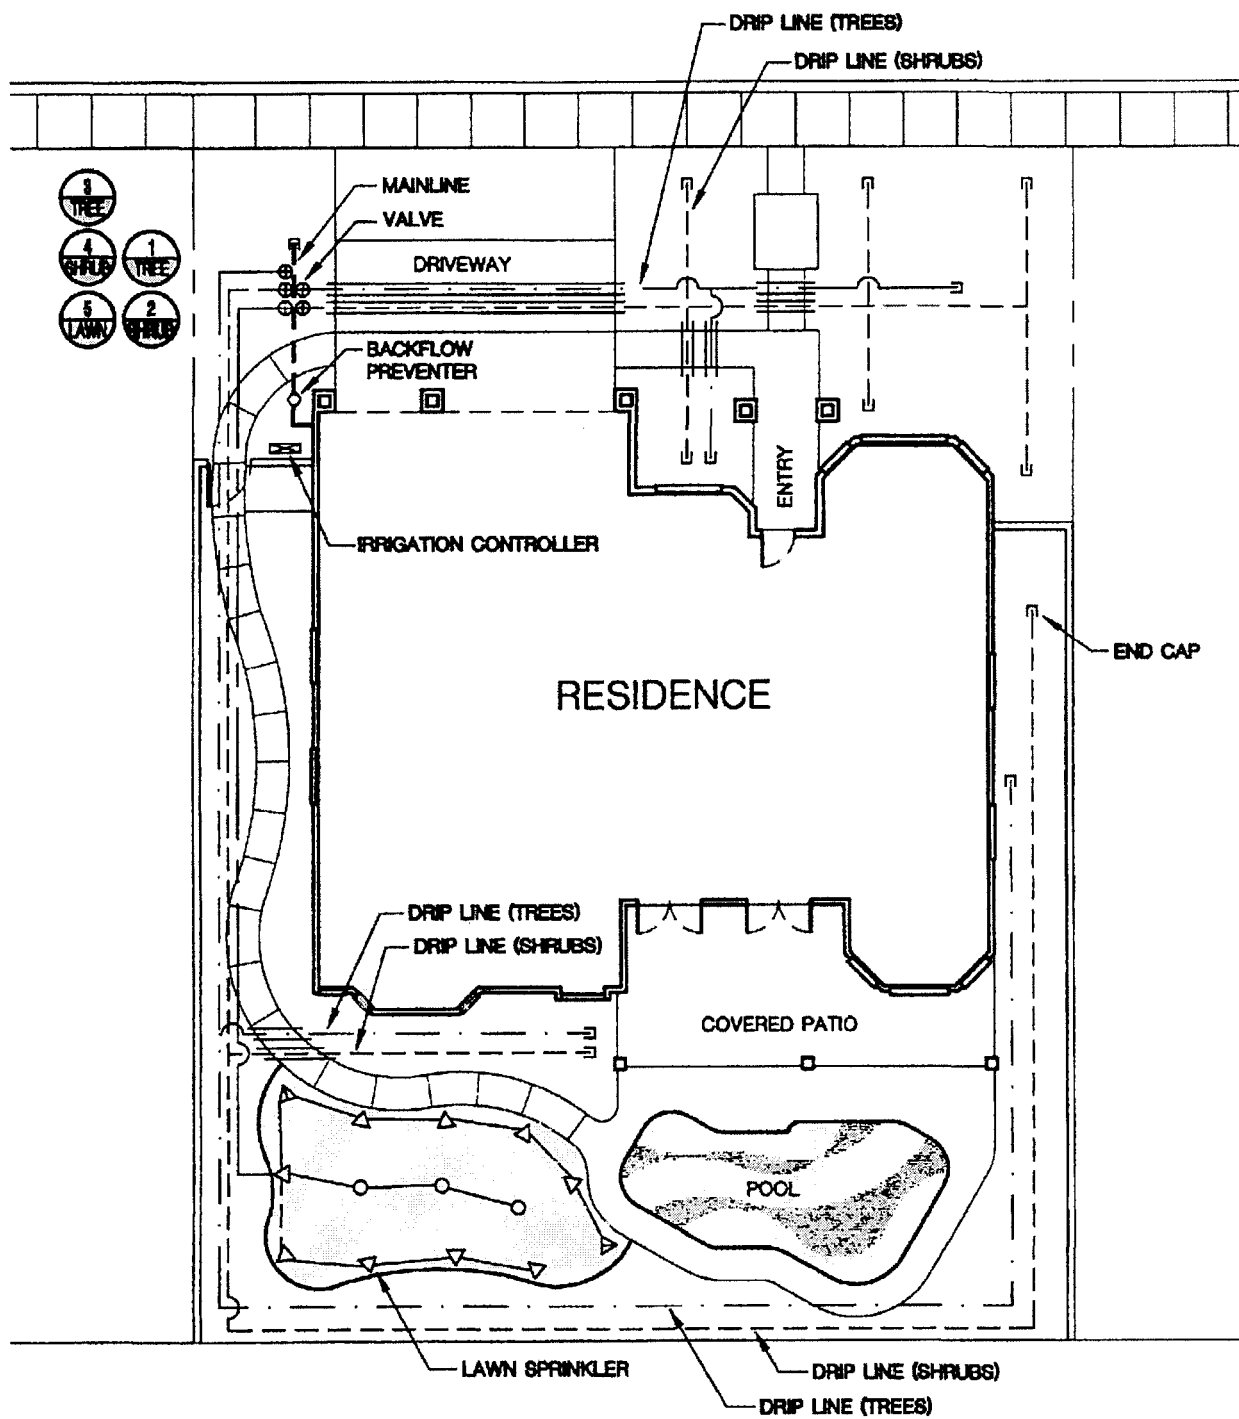 DRIP LINE (TREES)
DRIP LINE (SHRUBS)
3
TREE
4
SHRUB
1
TREE
5
LAWN
2
SHRUB
MAINLINE
VALVE
DRIVEWAY
BACKFLOW
PREVENTER
ENTRY
IRRIGATION CONTROLLER
END CAP
RESIDENCE
DRIP LINE (TREES)
DRIP LINE (SHRUBS)
COVERED PATIO
POOL
LAWN SPRINKLER
DRIP LINE (SHRUBS)
DRIP LINE (TREES)